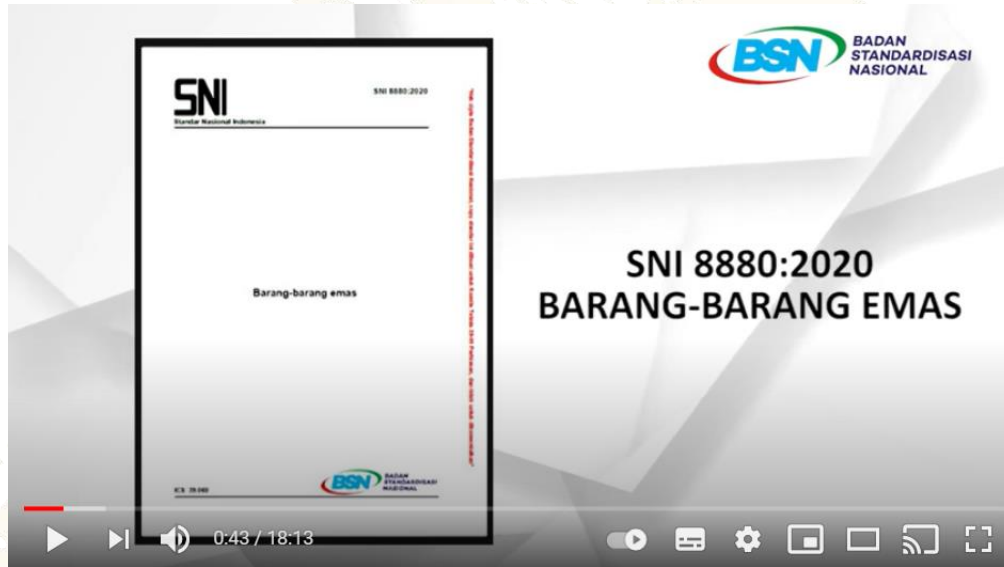 BSN
BADAN
STANDARDISASI
NASIONAL
SNI
Standar Nasional Indonesia
SNI 8880:2020
Barang-barang emas
BSN
BADAN
STANDARDISASI
NASIONAL
SNI 8880:2020
BARANG-BARANG EMAS
0:43 / 18:13